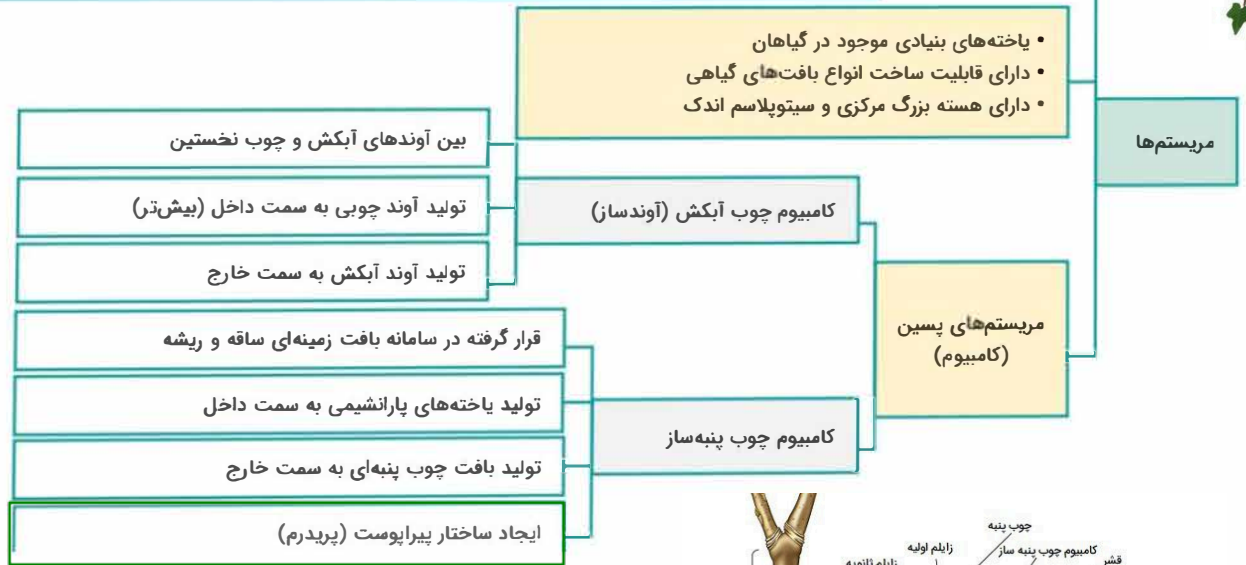 • یاخته‌های بنیادی موجود در گیاهان
• دارای قابلیت ساخت انواع بافت‌های گیاهی
• دارای هسته بزرگ مرکزی و سیتوپلاسم اندک
مریستم‌ها
بین آوندهای آبکش و چوب نخستین
کامبیوم چوب آبکش (آوندساز)
تولید آوند چوبی به سمت داخل (بیش‌تر)
تولید آوند آبکش به سمت خارج
مریستم‌های پسین
(کامبیوم)
قرار گرفته در سامانه بافت زمینه‌ای ساقه و ریشه
تولید یاخته‌های پارانشیمی به سمت داخل
کامبیوم چوب پنبه‌ساز
تولید بافت چوب پنبه‌ای به سمت خارج
ایجاد ساختار پیراپوست (پریدرم)
چوب پنبه
کامبیوم چوب پنبه ساز
زایلم اولیه
قشر
زایلم ثانویه